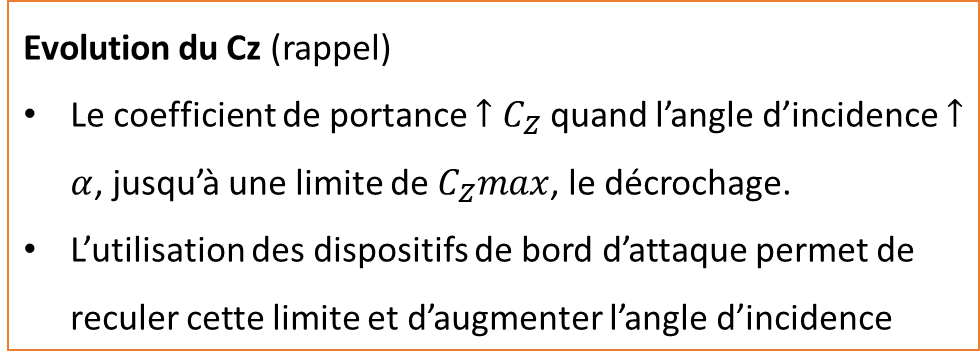 Evolution du Cz (rappel)
• Le coefficient de portance ↑ C_Z quand l’angle d’incidence ↑
α, jusqu’à une limite de C_Z max, le décrochage.
• L’utilisation des dispositifs de bord d’attaque permet de
reculer cette limite et d’augmenter l’angle d’incidence